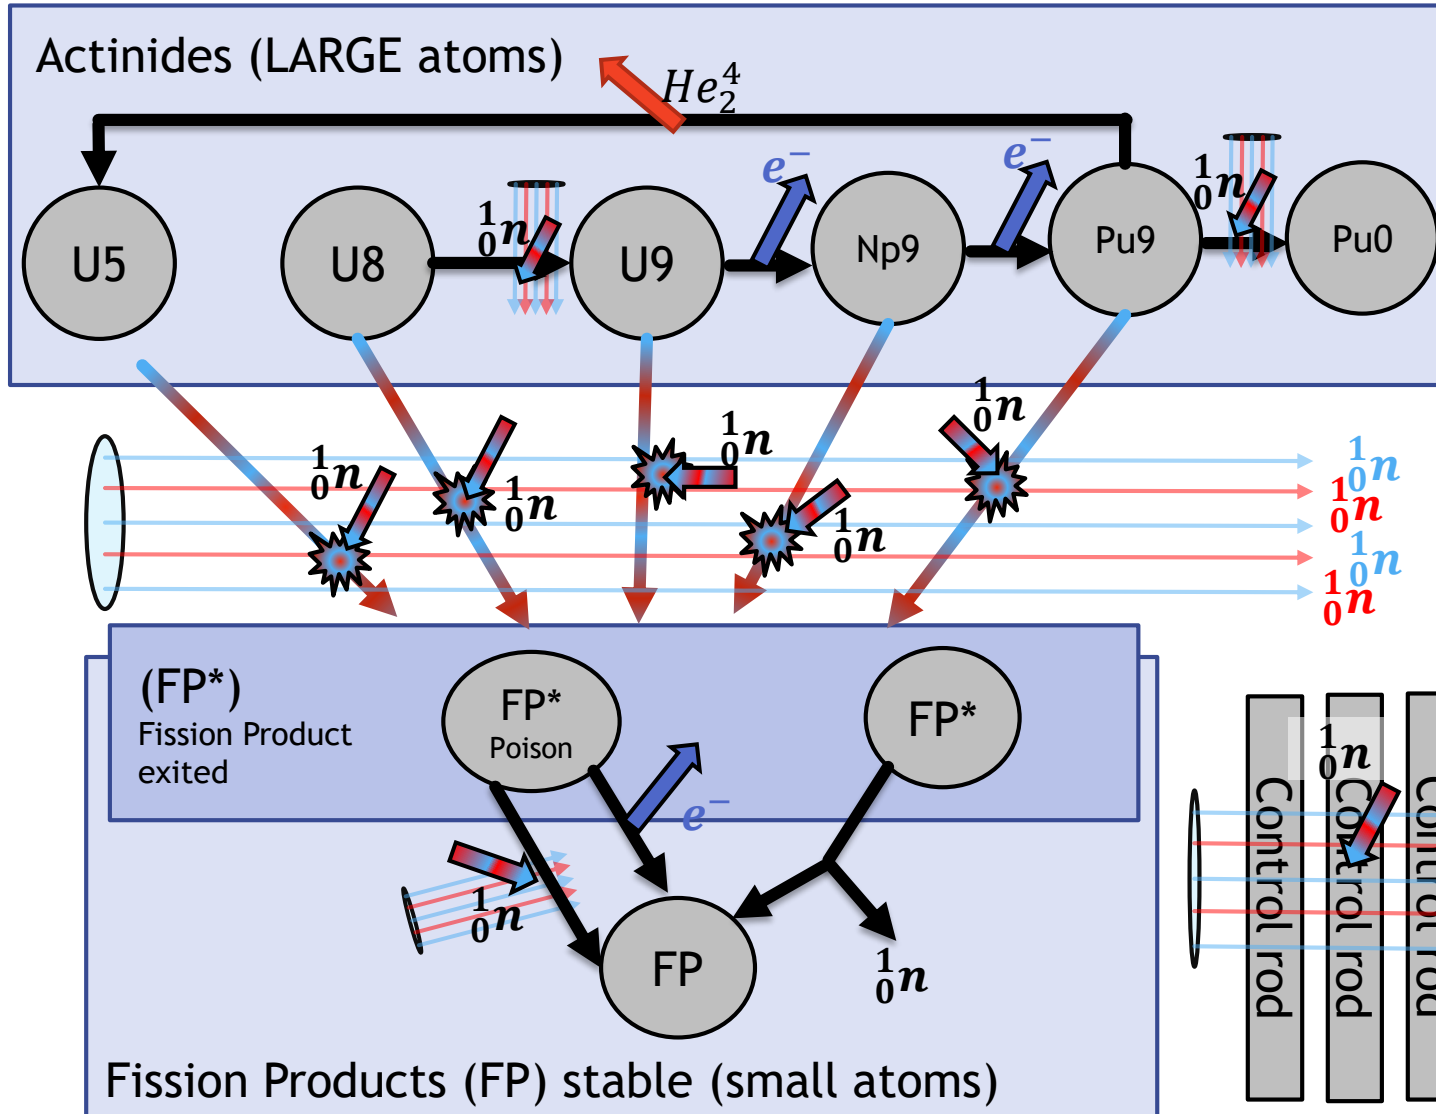 Actinides (LARGE atoms)
He₂⁴
e⁻
e⁻
¹₀n
¹₀n
U5
U8
U9
Np9
Pu9
Pu0
¹₀n
¹₀n
¹₀n
¹₀n
¹₀n
¹₀n
¹₀n
¹₀n
¹₀n
(FP*)
Fission Product
exited
FP*
Poison
FP*
e⁻
¹₀n
FP
¹₀n
Fission Products (FP) stable (small atoms)
¹₀n
Control rod
Control rod
Control rod